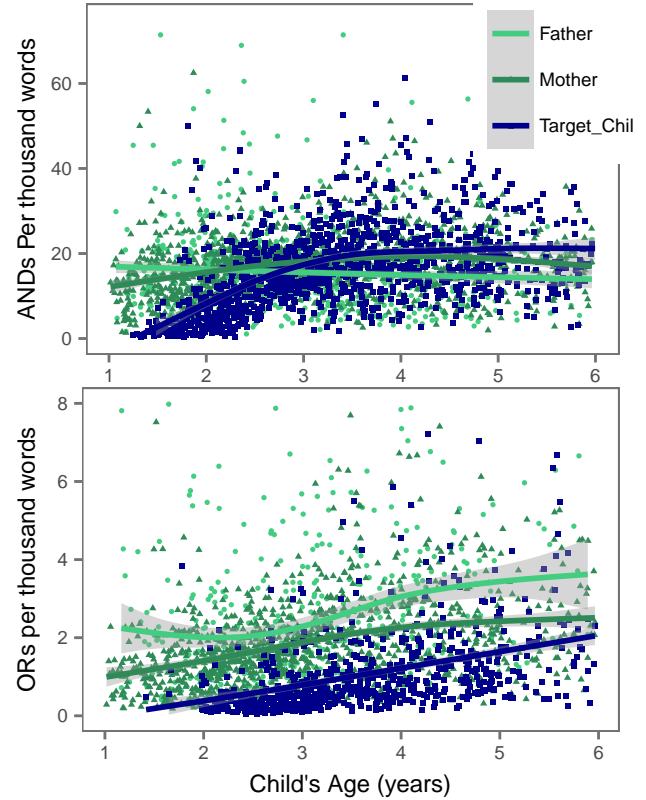 Father
Mother
Target_Chil
ANDs Per thousand words
60
40
20
0
1 2 3 4 5 6
ORs per thousand words
8
6
4
2
0
1 2 3 4 5 6
Child's Age (years)